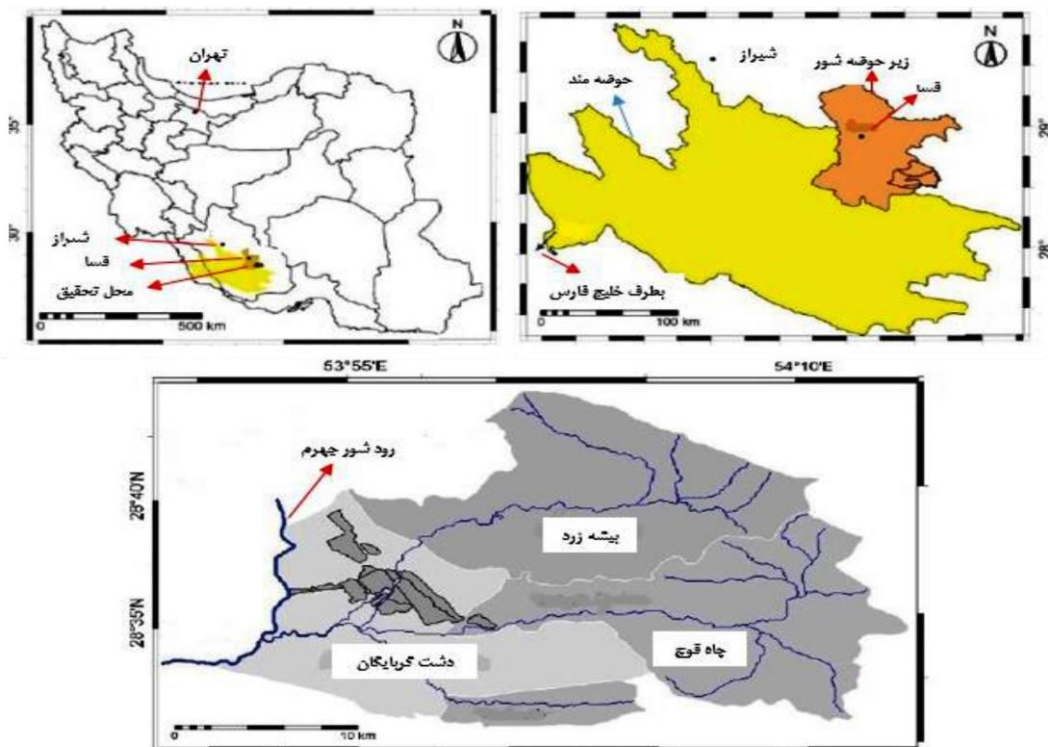 N
تهران
35°
30°
شیراز
قسا
محل تحقیق
500 km
N
شیراز
زیر حوضه شور
حوضه مند
قسا
29°
28°
بطرف خلیج فارس
100 km
53°55'E
54°10'E
رود شور جهرم
28°40'N
بیشه زرد
28°35'N
چاه قوچ
دشت گربایگان
10 km